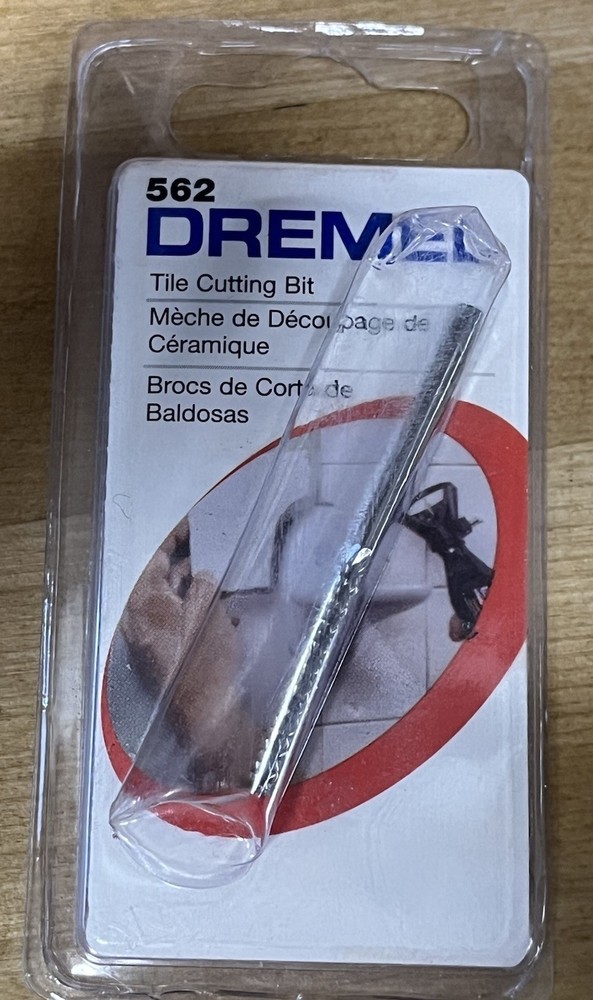 562
DREMEL
Tile Cutting Bit
Mèche de Découpage de
Céramique
Brocs de Corte de
Baldosas